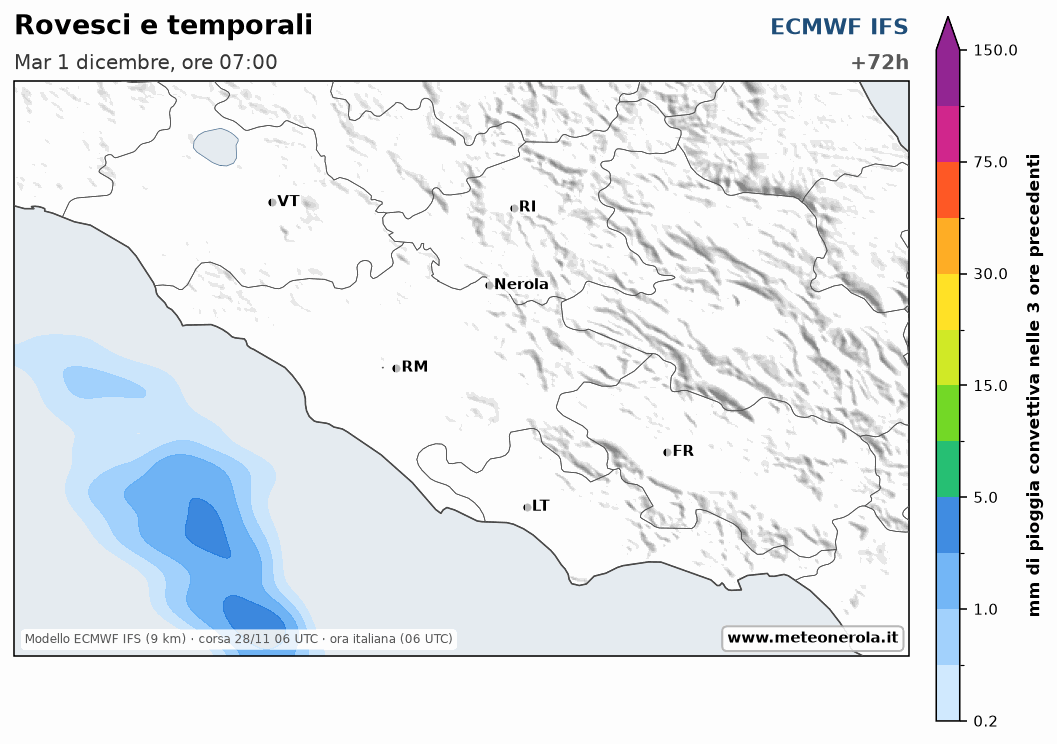 Rovesci e temporali
ECMWF IFS
Mar 1 dicembre, ore 07:00
+72h
VT
RI
Nerola
RM
FR
LT
Modello ECMWF IFS (9 km) · corsa 28/11 06 UTC · ora italiana (06 UTC)
www.meteonerola.it
150.0
75.0
30.0
15.0
5.0
1.0
0.2
mm di pioggia convettiva nelle 3 ore precedenti